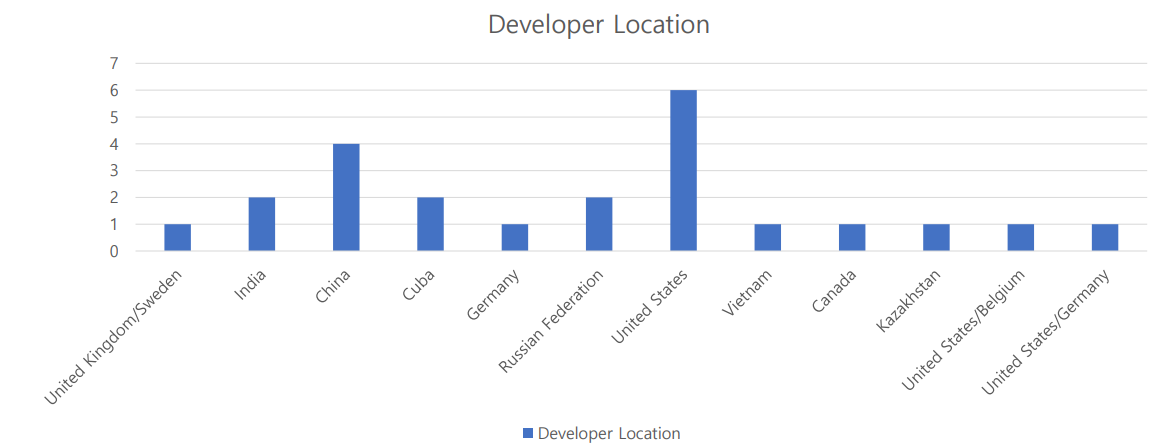 Developer Location
7
6
5
4
3
2
1
0
United Kingdom/Sweden
India
China
Cuba
Germany
Russian Federation
United States
Vietnam
Canada
Kazakhstan
United States/Belgium
United States/Germany
Developer Location